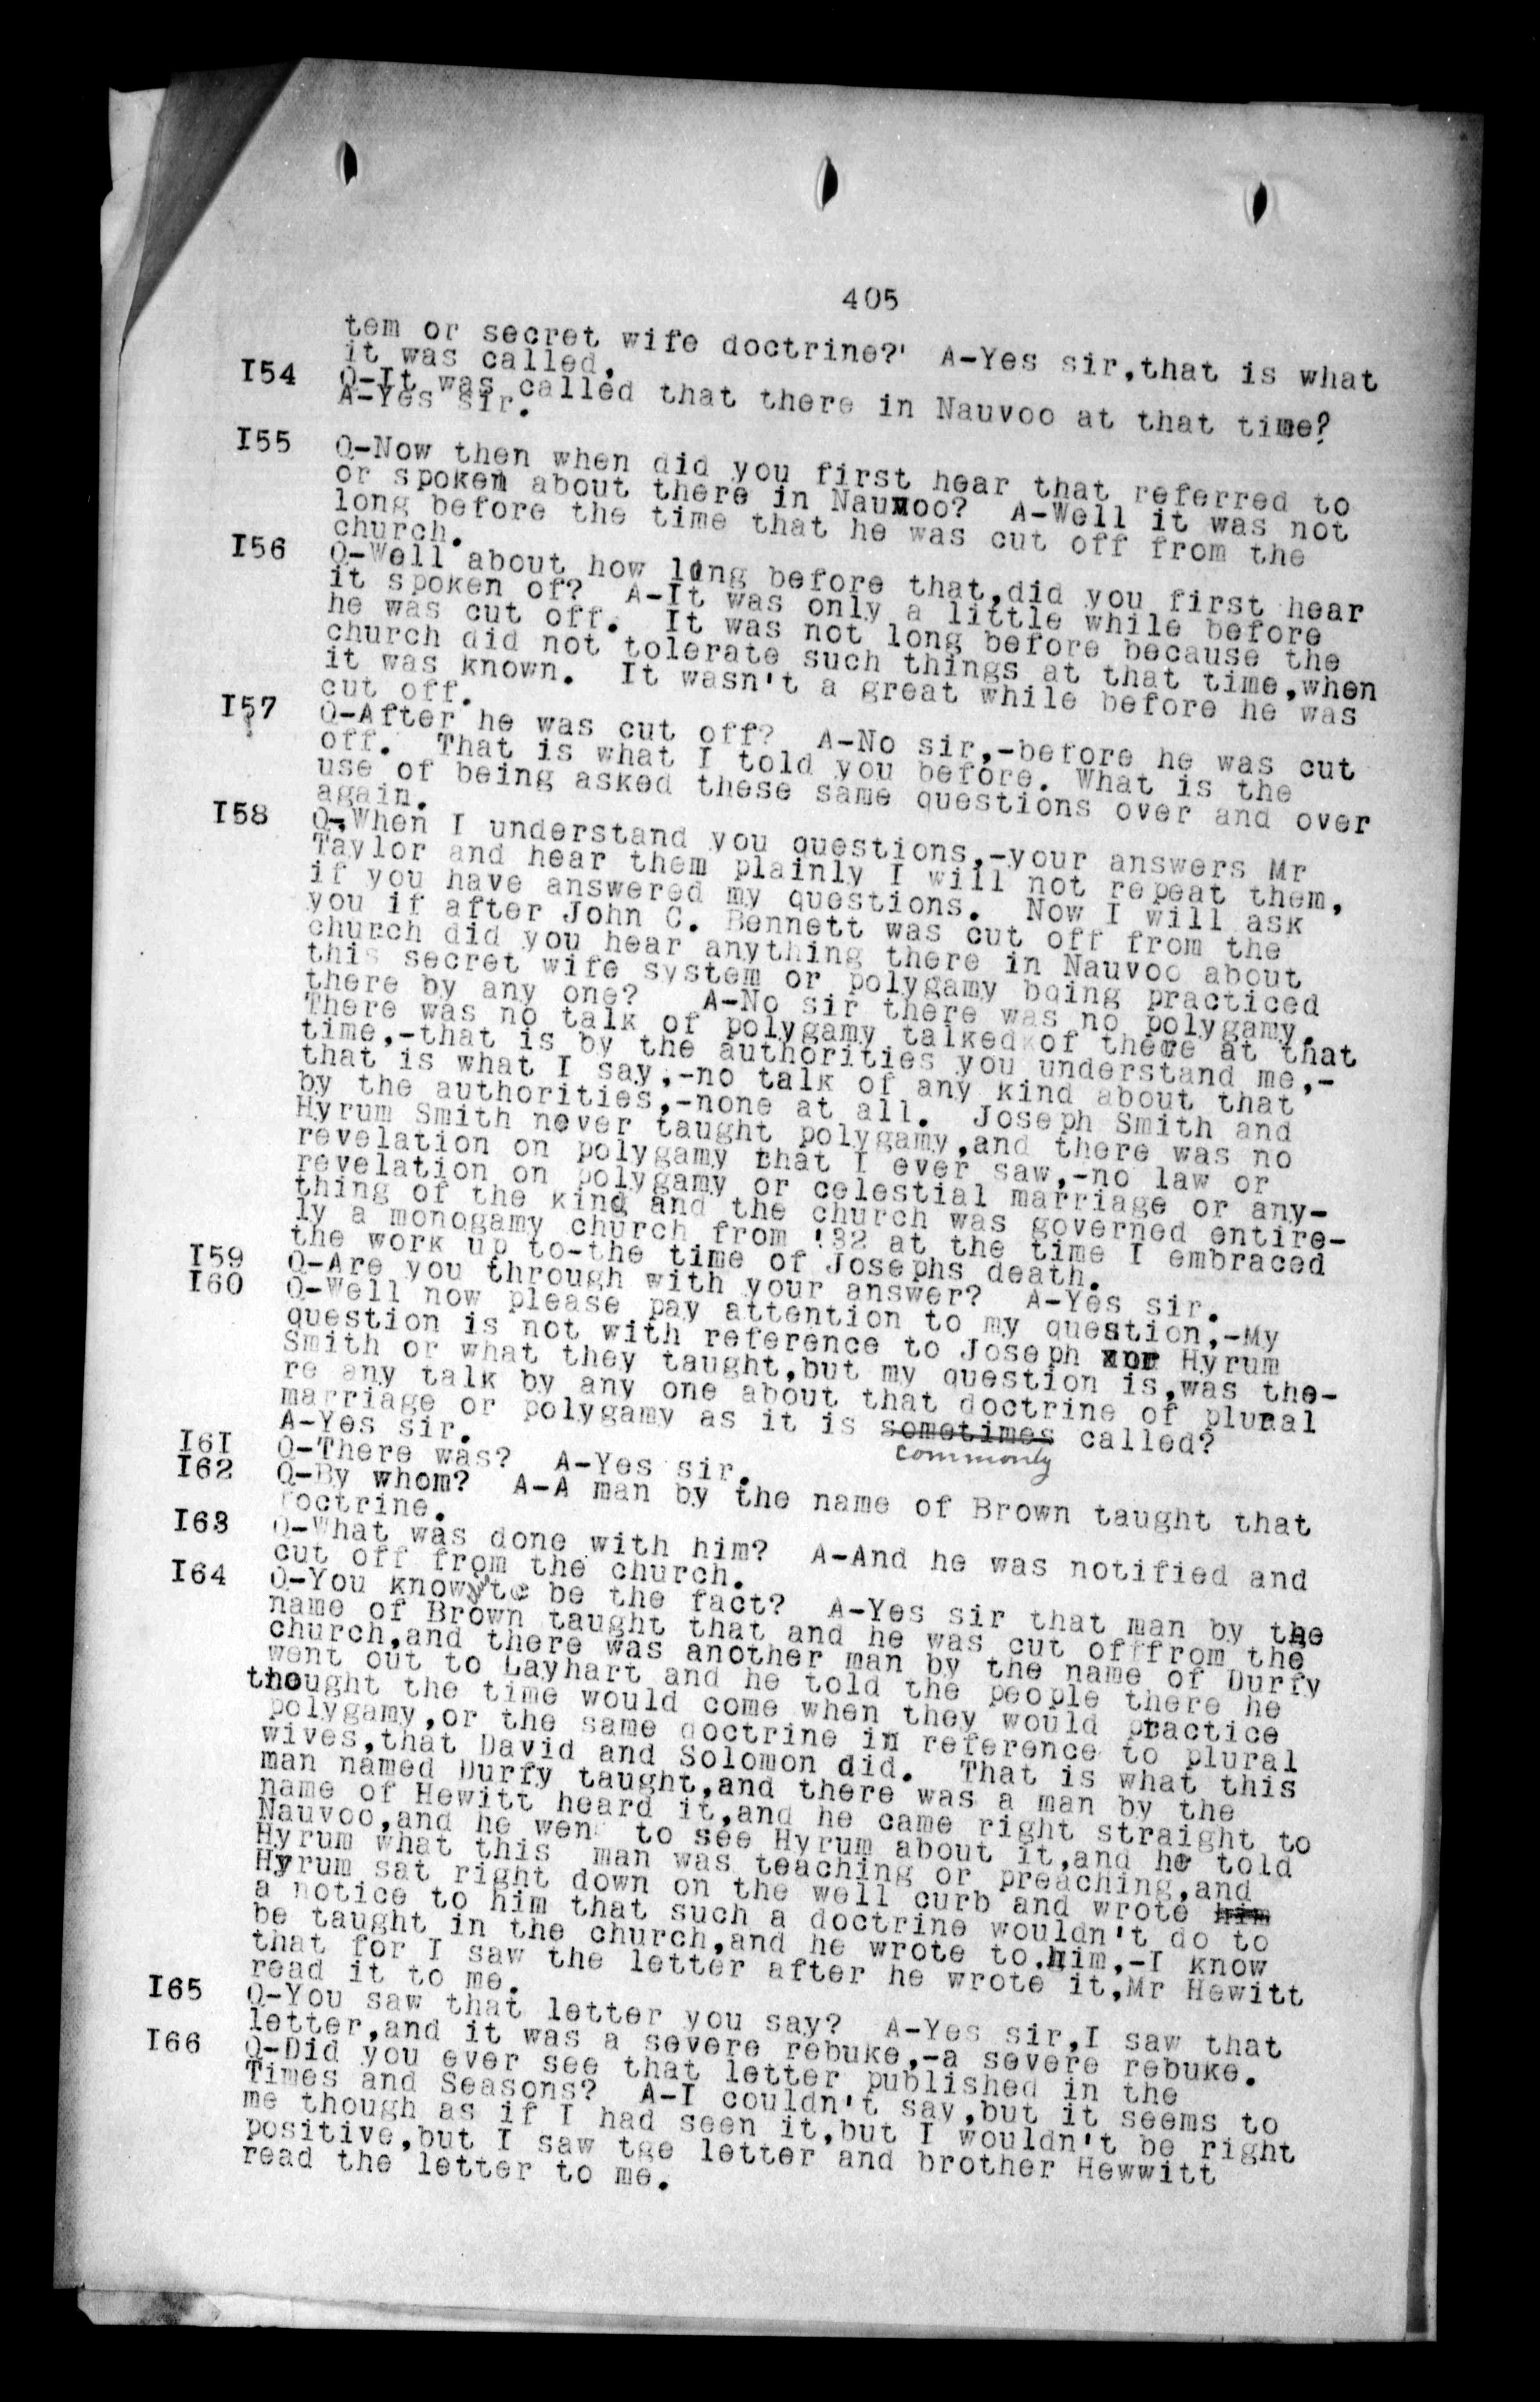 405
tem or secret wife doctrine?' A-Yes sir,that is what
it was called.
I54 Q-It was called that there in Nauvoo at that time?
A-Yes sir.
I55 Q-Now then when did you first hear that referred to
or spoken about there in Nauvoo? A-Well it was not
long before the time that he was cut off from the
church.
I56 Q-Well about how long before that,did you first hear
it spoken of? A-It was only a little while before
he was cut off. It was not long before because the
church did not tolerate such things at that time,when
it was known. It wasn't a great while before he was
cut off.
I57 Q-After he was cut off? A-No sir,-before he was cut
off. That is what I told you before. What is the
use of being asked these same questions over and over
again.
I58 Q-When I understand you questions,-your answers Mr
Taylor and hear them plainly I will not repeat them,
if you have answered my questions. Now I will ask
you if after John C. Bennett was cut off from the
church did you hear anything there in Nauvoo about
this secret wife system or polygamy being practiced
there by any one? A-No sir there was no polygamy.
There was no talk of polygamy talked of there at that
time,-that is by the authorities you understand me,-
that is what I say,-no talk of any kind about that
by the authorities,-none at all. Joseph Smith and
Hyrum Smith never taught polygamy,and there was no
revelation on polygamy that I ever saw,-no law or
revelation on polygamy or celestial marriage or any-
thing of the kind and the church was governed entire-
ly a monogamy church from '32 at the time I embraced
the work up to-the time of Josephs death.
I59 Q-Are you through with your answer? A-Yes sir.
I60 Q-Well now please pay attention to my question,-My
question is not with reference to Joseph nor Hyrum
Smith or what they taught,but my question is,was the-
re any talk by any one about that doctrine of plural
marriage or polygamy as it is sometimes called?
commonly
A-Yes sir.
I6I Q-There was? A-Yes sir.
I62 Q-By whom? A-A man by the name of Brown taught that
doctrine.
I63 Q-What was done with him? A-And he was notified and
cut off from the church.
I64 Q-You know to be the fact? A-Yes sir that man by the
name of Brown taught that and he was cut offfrom the
church,and there was another man by the name of Durfy
went out to Layhart and he told the people there he
thought the time would come when they would practice
polygamy,or the same doctrine in reference to plural
wives,that David and Solomon did. That is what this
man named Durfy taught,and there was a man by the
name of Hewitt heard it,and he came right straight to
Nauvoo,and he went to see Hyrum about it,and he told
Hyrum what this man was teaching or preaching,and
Hyrum sat right down on the well curb and wrote him
a notice to him that such a doctrine wouldn't do to
be taught in the church,and he wrote to.him,-I know
that for I saw the letter after he wrote it,Mr Hewitt
read it to me.
I65 Q-You saw that letter you say? A-Yes sir,I saw that
letter,and it was a severe rebuke,-a severe rebuke.
I66 Q-Did you ever see that letter published in the
Times and Seasons? A-I couldn't say,but it seems to
me though as if I had seen it,but I wouldn't be right
positive,but I saw tge letter and brother Hewwitt
read the letter to me.